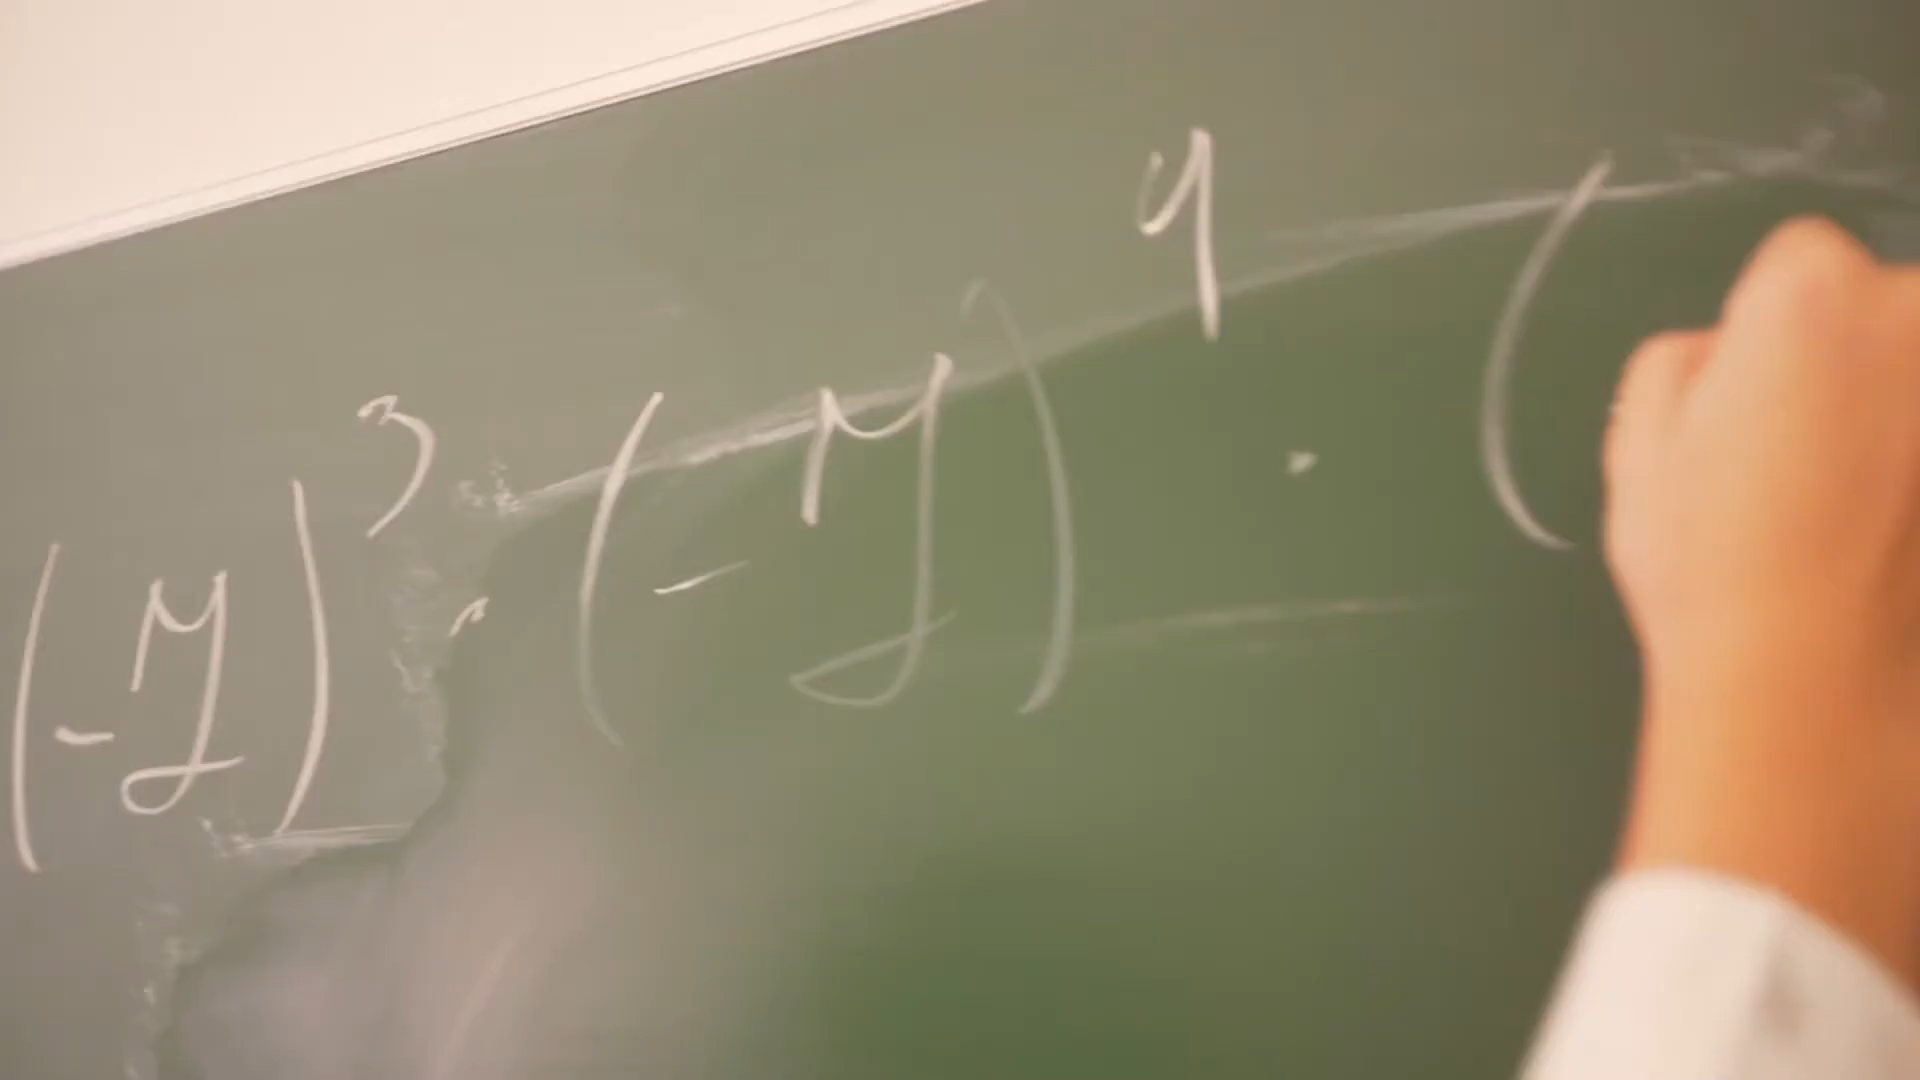 (-y)³ · (-y)⁴ · (